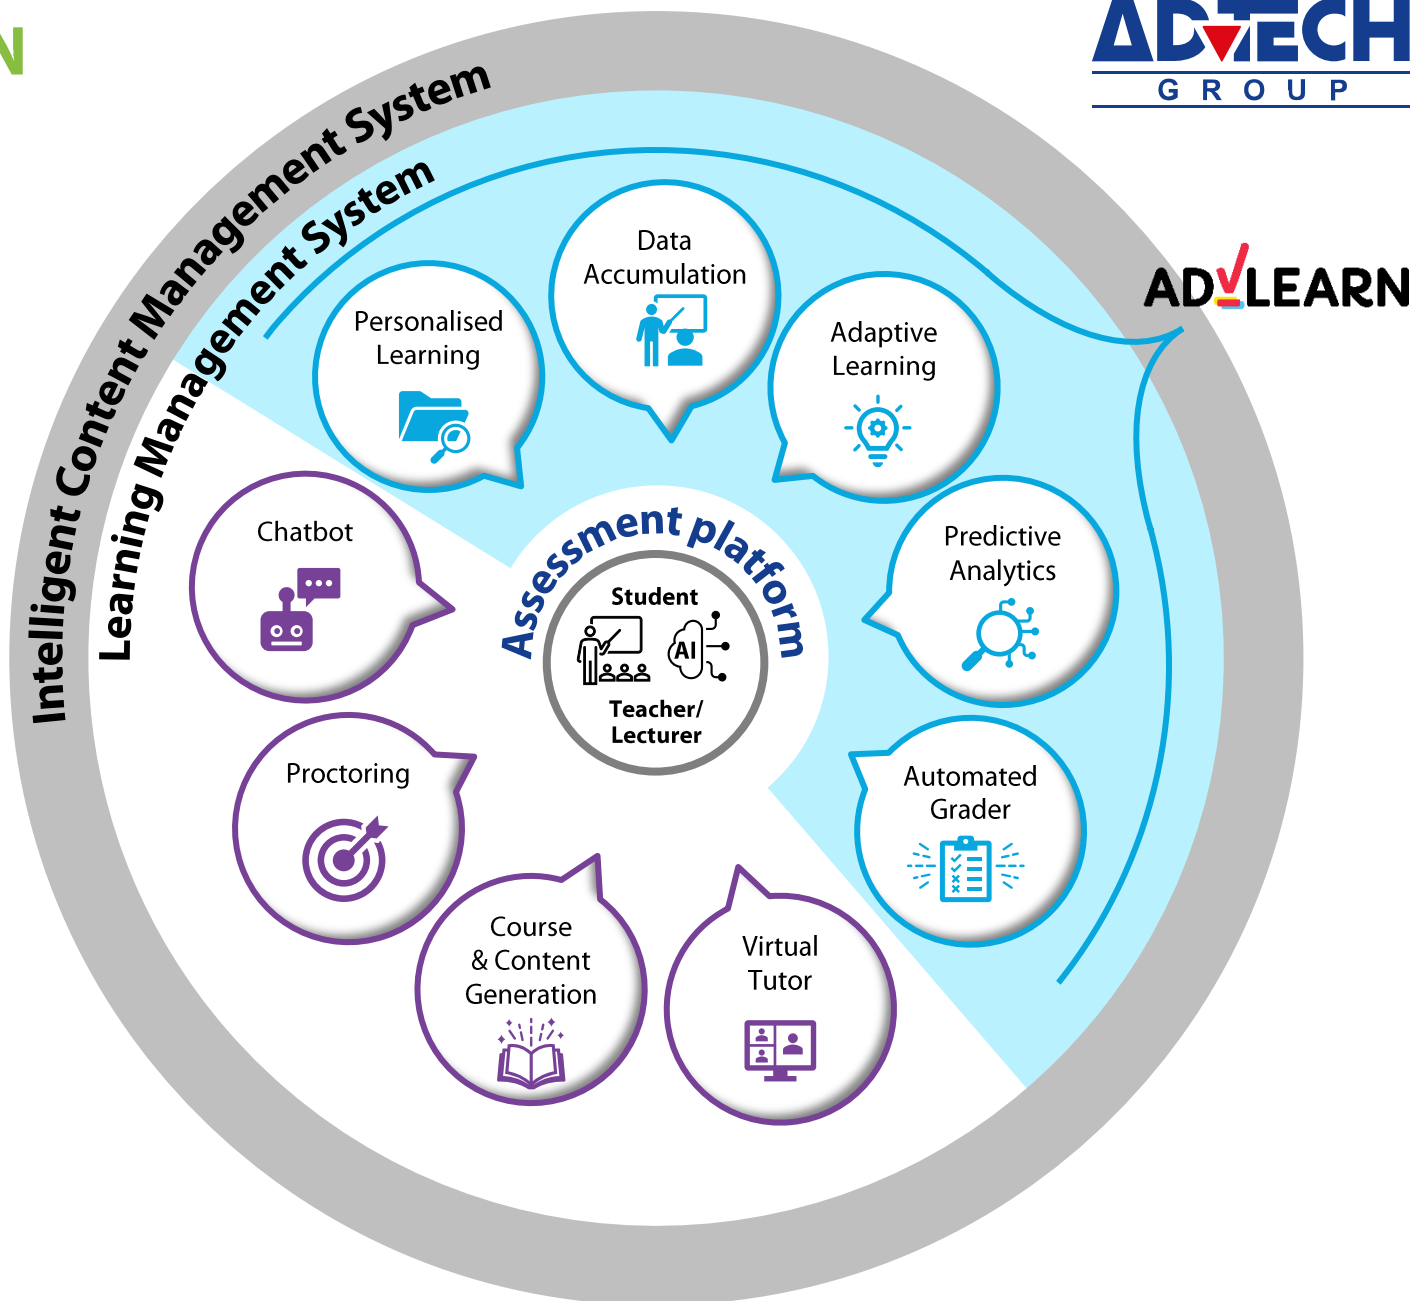 N
ADTECH
GROUP
Intelligent Content Management System
Learning Management System
ADVLEARN
Data
Accumulation
Personalised
Learning
Adaptive
Learning
Chatbot
Predictive
Analytics
Assessment platform
Student
AI
Teacher/
Lecturer
Proctoring
Automated
Grader
Course
& Content
Generation
Virtual
Tutor